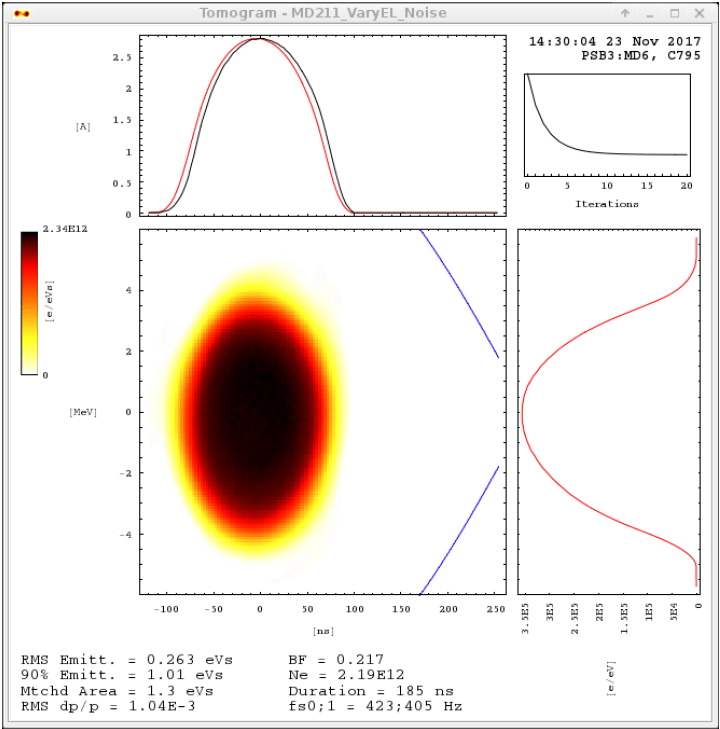 Tomogram - MD211_VaryEL_Noise
14:30:04 23 Nov 2017
PSB3:MD6, C795
2.5
2
1.5
1
0.5
0
[A]
0 5 10 15 20
Iterations
2.34E12
[e/eVs]
0
4
2
0
-2
-4
[MeV]
-100 -50 0 50 100 150 200 250
[ns]
3.5E5 3E5 2.5E5 2E5 1.5E5 1E5 5E4 0
[e/eV]
RMS Emitt. = 0.263 eVs BF = 0.217
90% Emitt. = 1.01 eVs Ne = 2.19E12
Mtchd Area = 1.3 eVs Duration = 185 ns
RMS dp/p = 1.04E-3 fs0;1 = 423;405 Hz